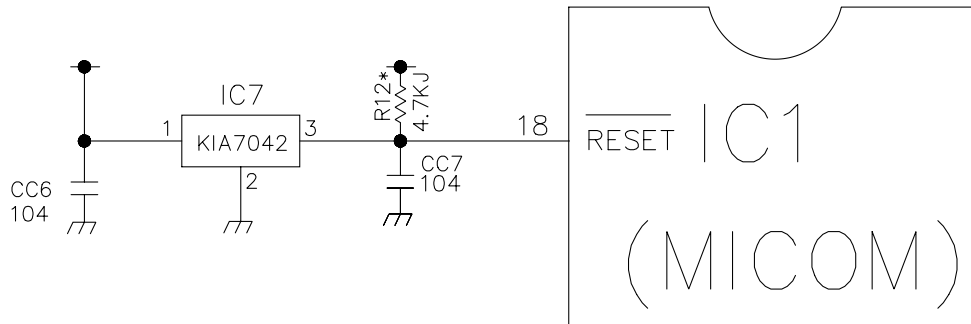 IC7
1
KIA7042
3
2
CC6
104
R12*
4.7KJ
CC7
104
18
RESET
IC1
(MICOM)